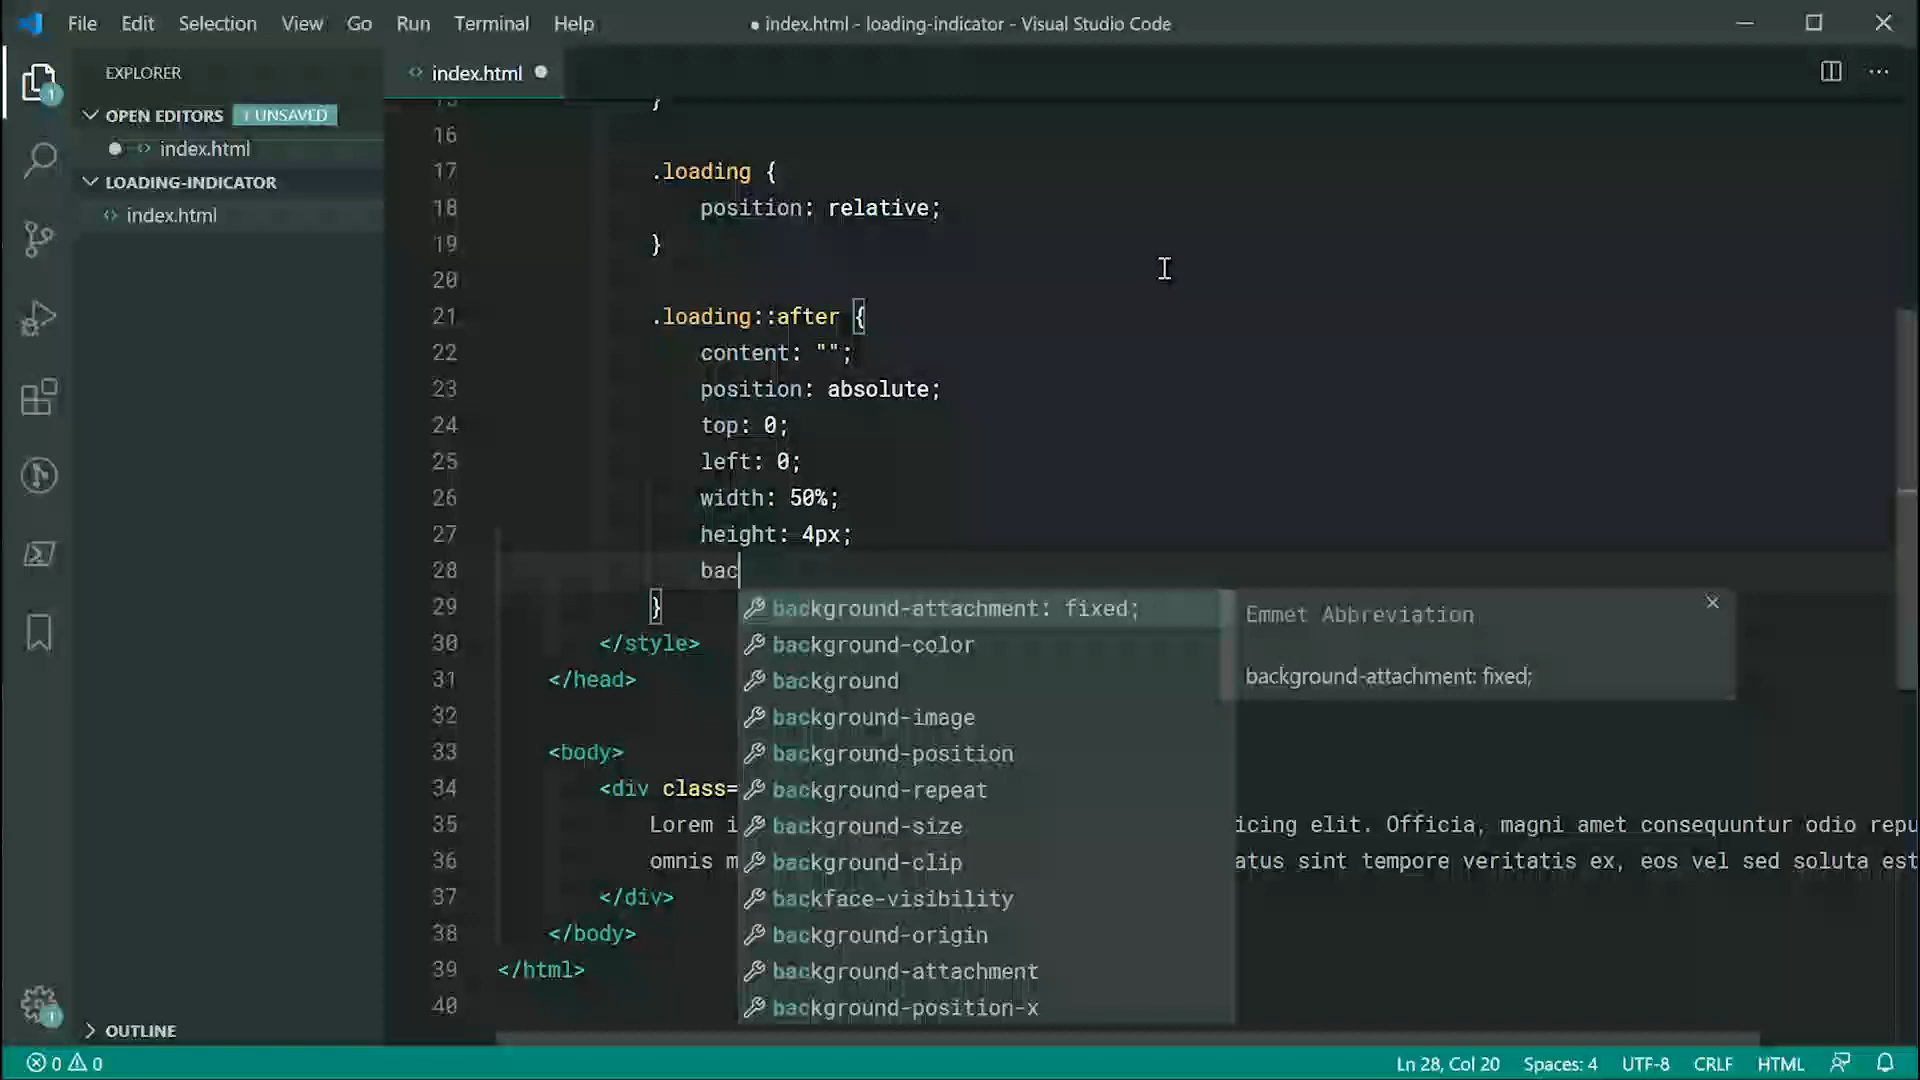 File Edit Selection View Go Run Terminal Help
● index.html - loading-indicator - Visual Studio Code
EXPLORER
OPEN EDITORS 1 UNSAVED
index.html
LOADING-INDICATOR
index.html
OUTLINE
index.html
15 }
16
17 .loading {
18 position: relative;
19 }
20
21 .loading::after {
22 content: "";
23 position: absolute;
24 top: 0;
25 left: 0;
26 width: 50%;
27 height: 4px;
28 bac
29 }
30 </style>
31 </head>
32
33 <body>
34 <div class=
35 Lorem i icing elit. Officia, magni amet consequuntur odio repu
36 omnis m atus sint tempore veritatis ex, eos vel sed soluta est
37 </div>
38 </body>
39 </html>
40
background-attachment: fixed;
background-color
background
background-image
background-position
background-repeat
background-size
background-clip
backface-visibility
background-origin
background-attachment
background-position-x
Emmet Abbreviation
background-attachment: fixed;
0 0
Ln 28, Col 20 Spaces: 4 UTF-8 CRLF HTML